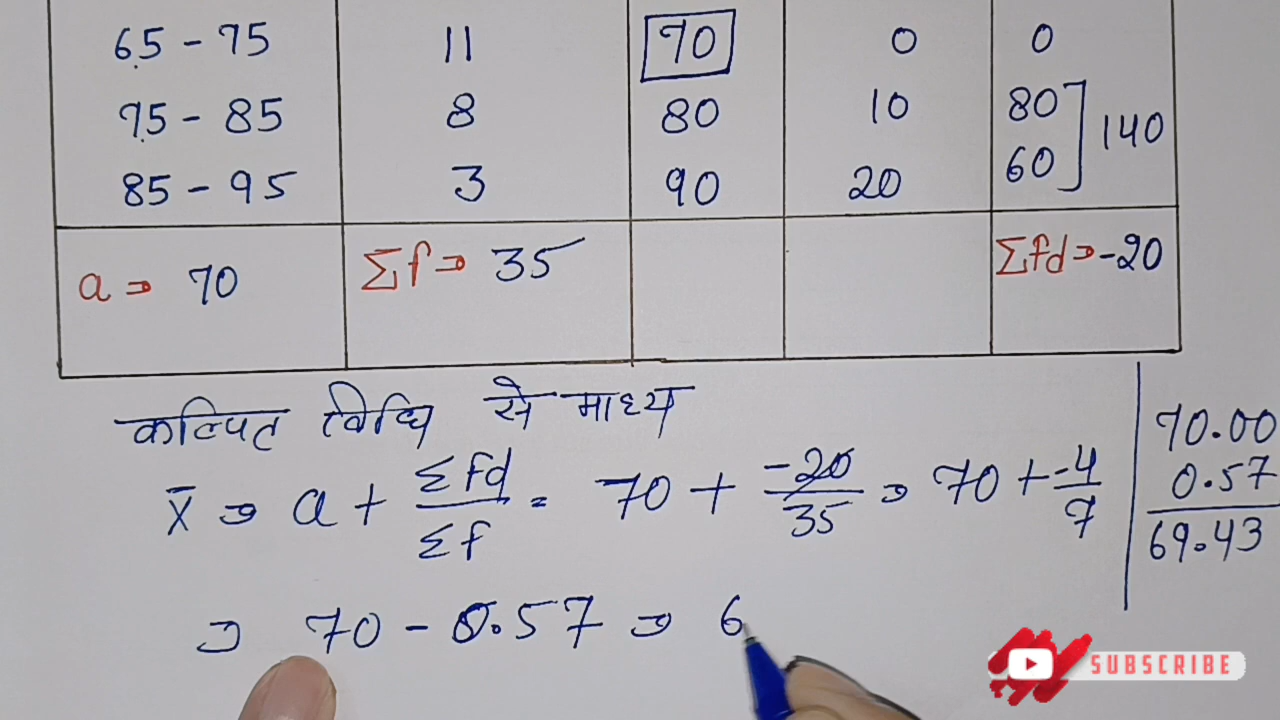 65 - 75 11 70 0 0
75 - 85 8 80 10 80
140
85 - 95 3 90 20 60
a ⇒ 70 Σf ⇒ 35 Σfd ⇒ -20
कल्पित विधि से माध्य
x̄ ⇒ a + Σfd/Σf = 70 + -20/35 ⇒ 70 + -4/7
70.00
0.57
69.43
⇒ 70 - 0.57 ⇒ 6
SUBSCRIBE